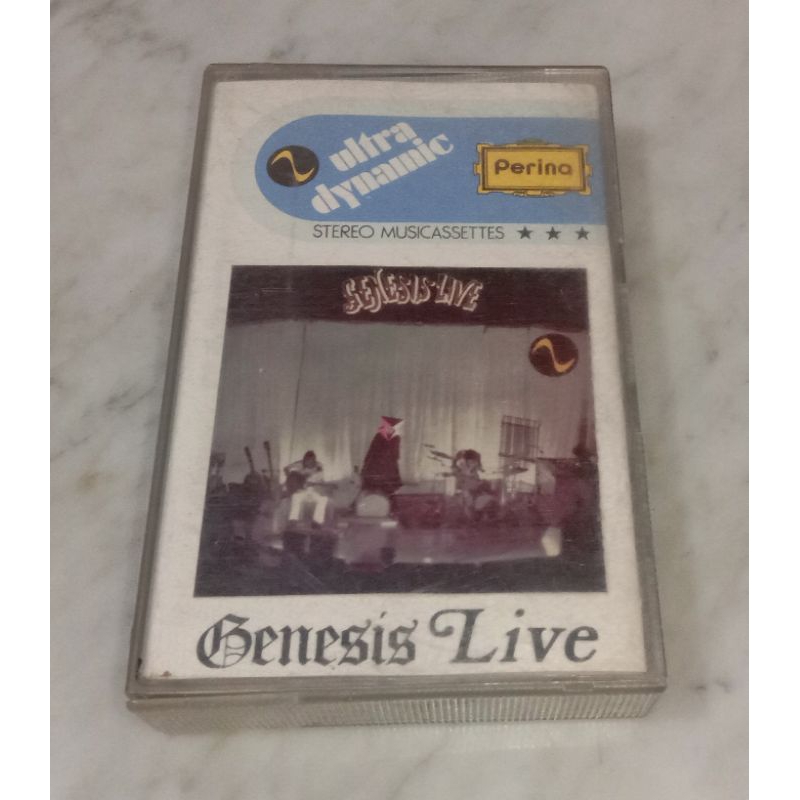 ultra
dynamic
Perina
STEREO MUSICASSETTES ★ ★ ★
GENESIS·LIVE
Genesis Live